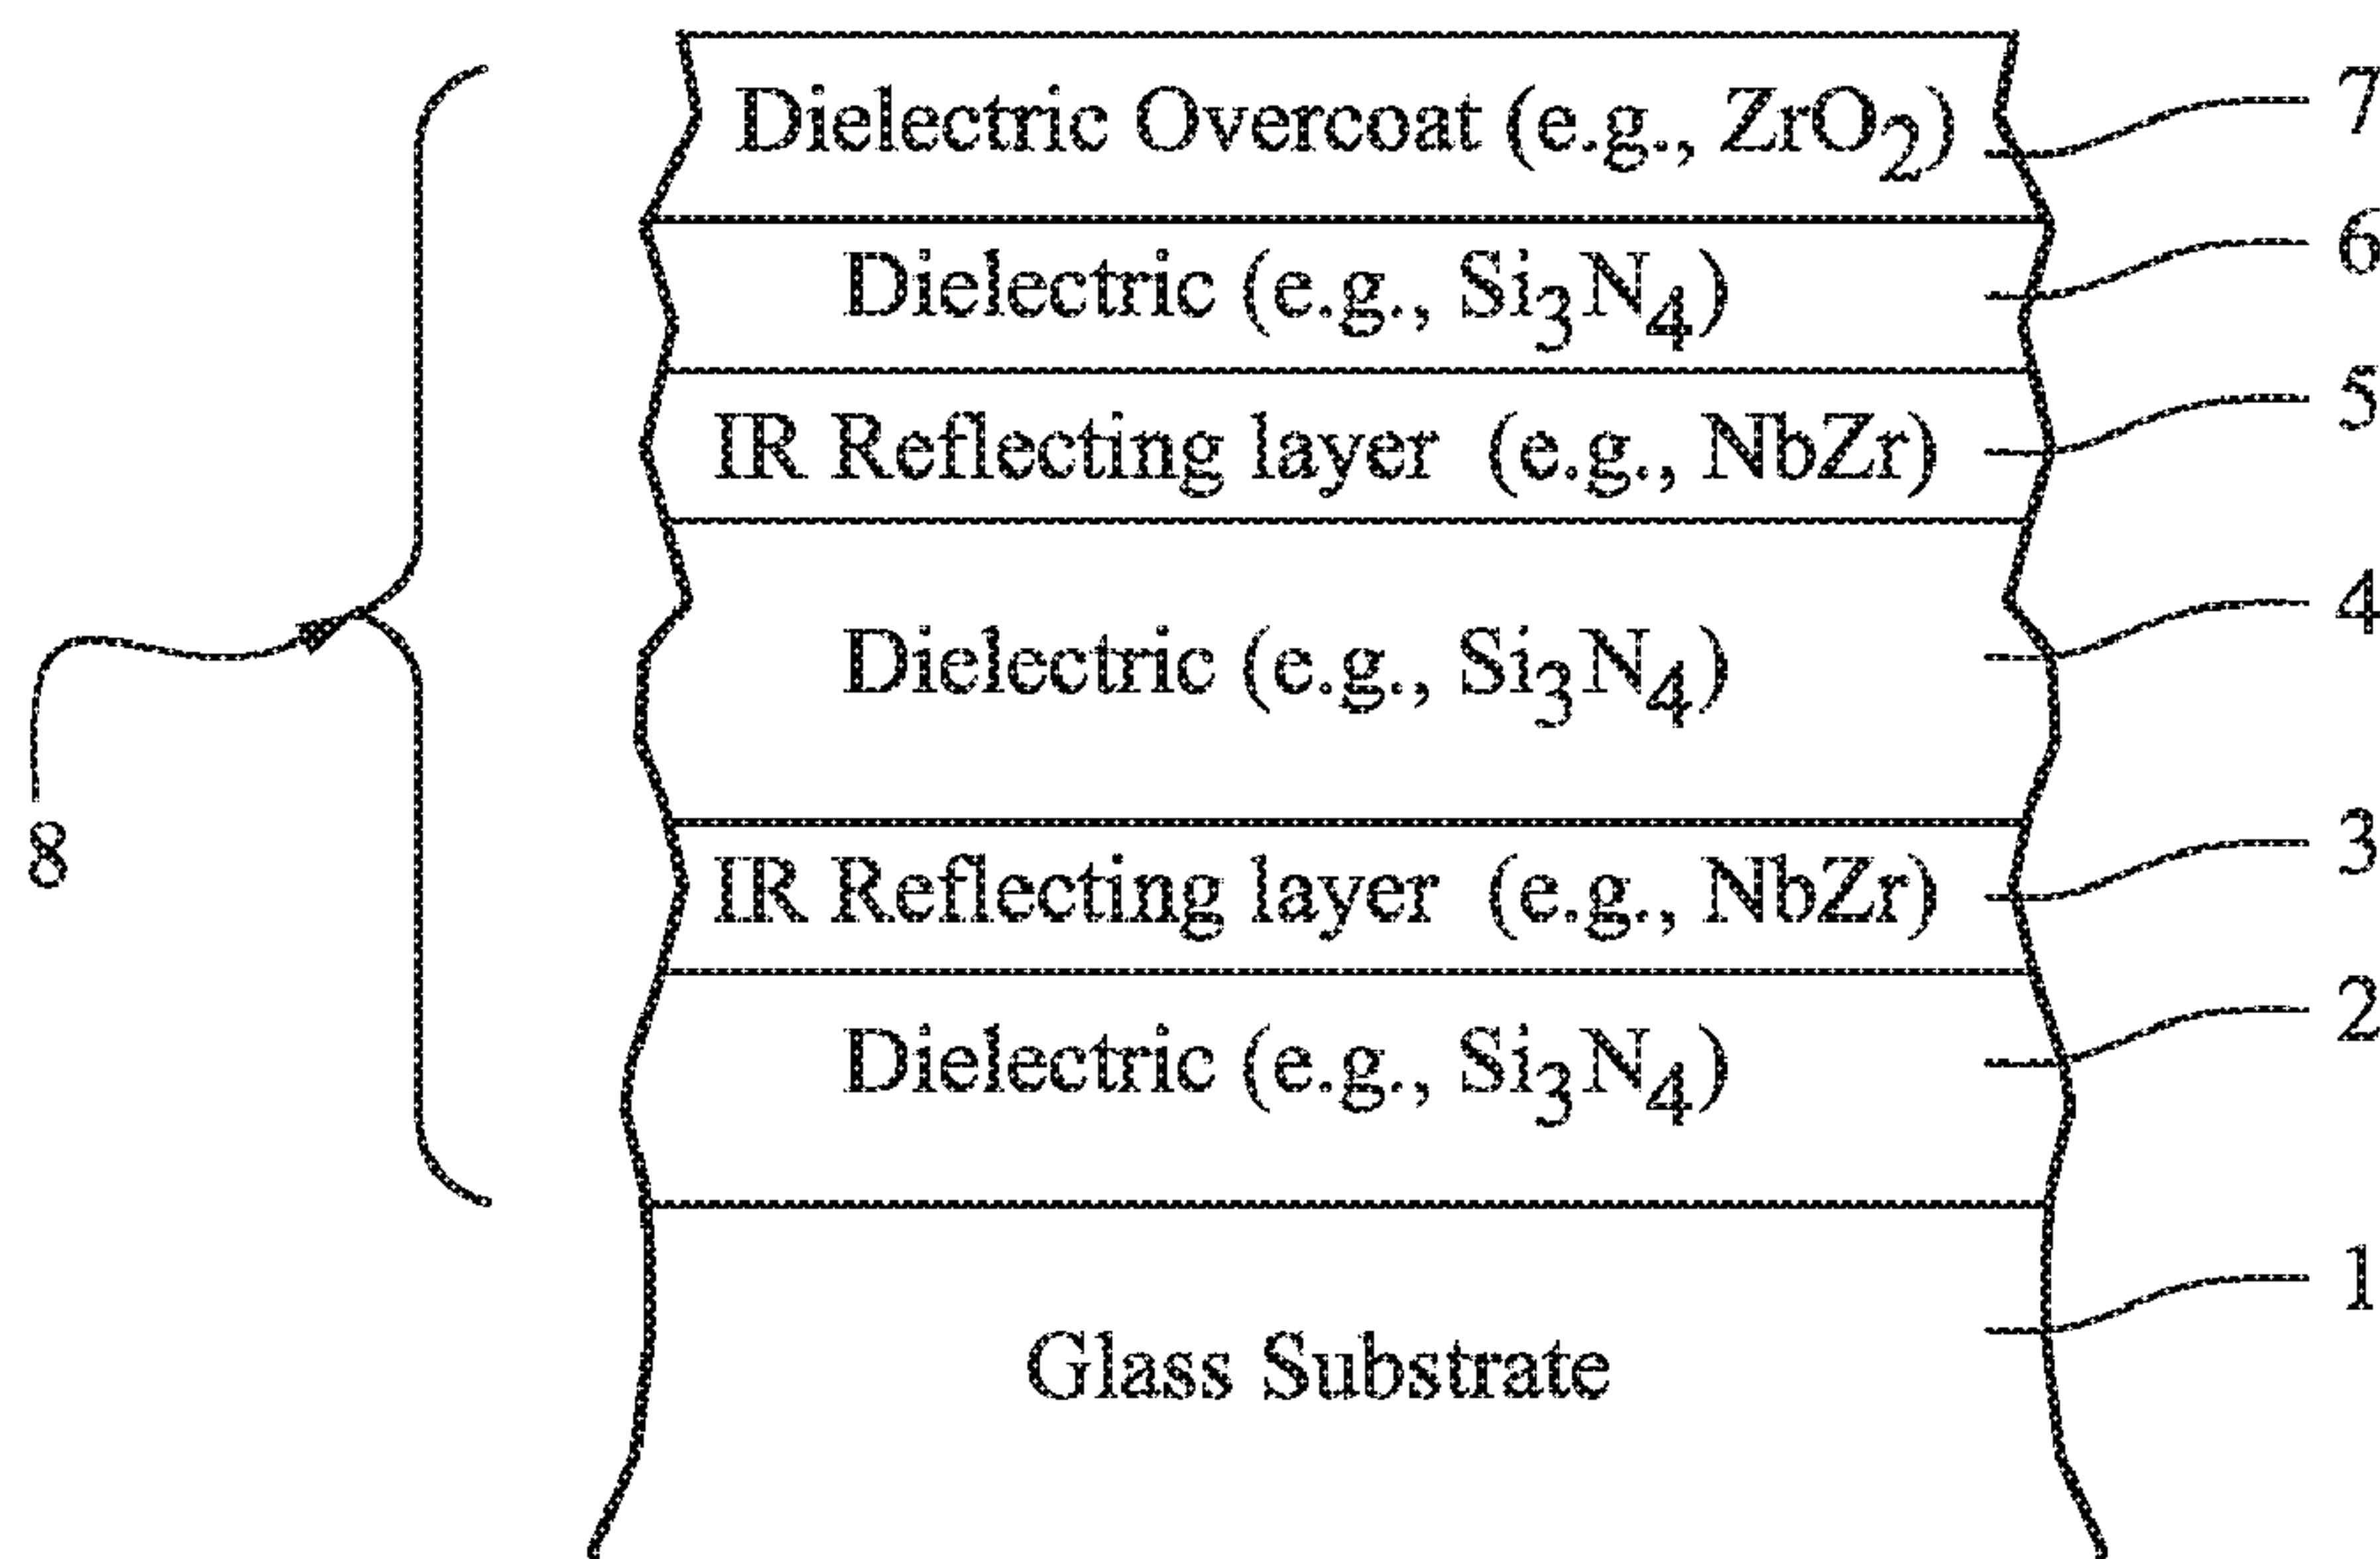 Dielectric Overcoat (e.g., ZrO₂) 7
Dielectric (e.g., Si₃N₄) 6
IR Reflecting layer (e.g., NbZr) 5
Dielectric (e.g., Si₃N₄) 4
8
IR Reflecting layer (e.g., NbZr) 3
Dielectric (e.g., Si₃N₄) 2
Glass Substrate 1